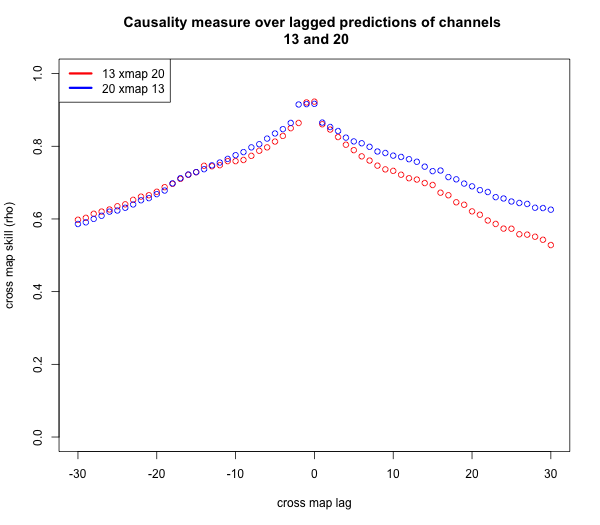 Causality measure over lagged predictions of channels
13 and 20
13 xmap 20
20 xmap 13
cross map skill (rho)
1.0
0.8
0.6
0.4
0.2
0.0
-30 -20 -10 0 10 20 30
cross map lag